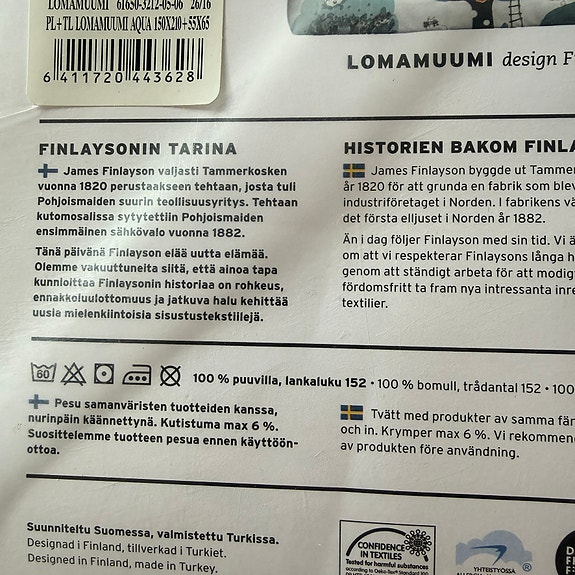 LOMAMUUMI 61650-3212-05-06 26/16
PL+TL LOMAMUUMI AQUA 150X210+55X65
6 411720 443628
LOMAMUUMI design
FINLAYSONIN TARINA
James Finlayson valjasti Tammerkosken
vuonna 1820 perustaakseen tehtaan, josta tuli
Pohjoismaiden suurin teollisuusyritys. Tehtaan
kutomosalissa sytytettiin Pohjoismaiden
ensimmäinen sähkövalo vuonna 1882.
Tänä päivänä Finlayson elää uutta elämää.
Olemme vakuuttuneita siitä, että ainoa tapa
kunnioittaa Finlaysonin historiaa on rohkeus,
ennakkoluulottomuus ja jatkuva halu kehittää
uusia mielenkiintoisia sisustustekstiilejä.
HISTORIEN BAKOM FINLA
James Finlayson byggde ut Tammer
år 1820 för att grunda en fabrik som blev
industriföretaget i Norden. I fabrikens vä
det första elljuset i Norden år 1882.
Än i dag följer Finlayson med sin tid. Vi ä
om att vi respekterar Finlaysons långa h
genom att ständigt arbeta för att modigt
fördomsfritt ta fram nya intressanta inre
textilier.
60 100 % puuvilla, lankaluku 152 • 100 % bomull, trådantal 152 • 100
Pesu samanväristen tuotteiden kanssa,
nurinpäin käännettynä. Kutistuma max 6 %.
Suosittelemme tuotteen pesua ennen käyttöön-
ottoa.
Tvätt med produkter av samma fär
och in. Krymper max 6 %. Vi rekommen
av produkten före användning.
Suunniteltu Suomessa, valmistettu Turkissa.
Designad i Finland, tillverkad i Turkiet.
Designed in Finland, made in Turkey.
CONFIDENCE
IN TEXTILES
Tested for harmful substances
according to Oeko-Tex® Standard 100
YHTEISTYÖSSÄ